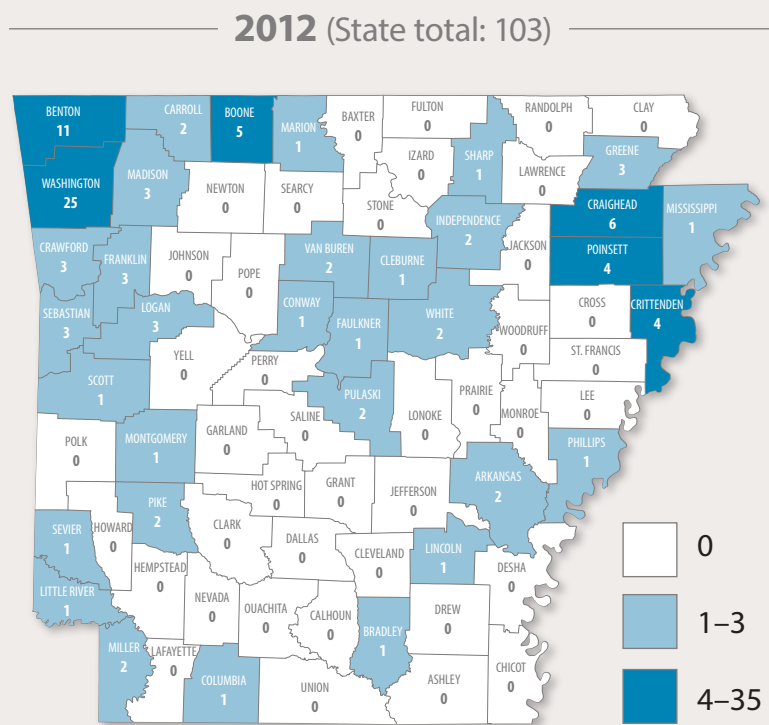 2012 (State total: 103)
BENTON
11
CARROLL
2
BOONE
5
MARION
1
BAXTER
0
FULTON
0
RANDOLPH
0
CLAY
0
IZARD
0
SHARP
1
LAWRENCE
0
GREENE
3
WASHINGTON
25
MADISON
3
NEWTON
0
SEARCY
0
STONE
0
INDEPENDENCE
2
JACKSON
0
CRAIGHEAD
6
MISSISSIPPI
1
POINSETT
4
CRAWFORD
3
FRANKLIN
3
JOHNSON
0
POPE
0
VAN BUREN
2
CLEBURNE
1
SEBASTIAN
3
LOGAN
3
CONWAY
1
FAULKNER
1
WHITE
2
WOODRUFF
0
CROSS
0
CRITTENDEN
4
ST. FRANCIS
0
YELL
0
PERRY
0
SCOTT
1
PULASKI
2
LONOKE
0
PRAIRIE
0
MONROE
0
LEE
0
POLK
0
MONTGOMERY
1
GARLAND
0
SALINE
0
PHILLIPS
1
HOT SPRING
0
GRANT
0
JEFFERSON
0
ARKANSAS
2
SEVIER
1
HOWARD
0
PIKE
2
CLARK
0
DALLAS
0
CLEVELAND
0
LINCOLN
1
DESHA
0
LITTLE RIVER
1
HEMPSTEAD
0
NEVADA
0
OUACHITA
0
CALHOUN
0
BRADLEY
1
DREW
0
MILLER
2
LAFAYETTE
0
COLUMBIA
1
UNION
0
ASHLEY
0
CHICOT
0
0
1–3
4–35